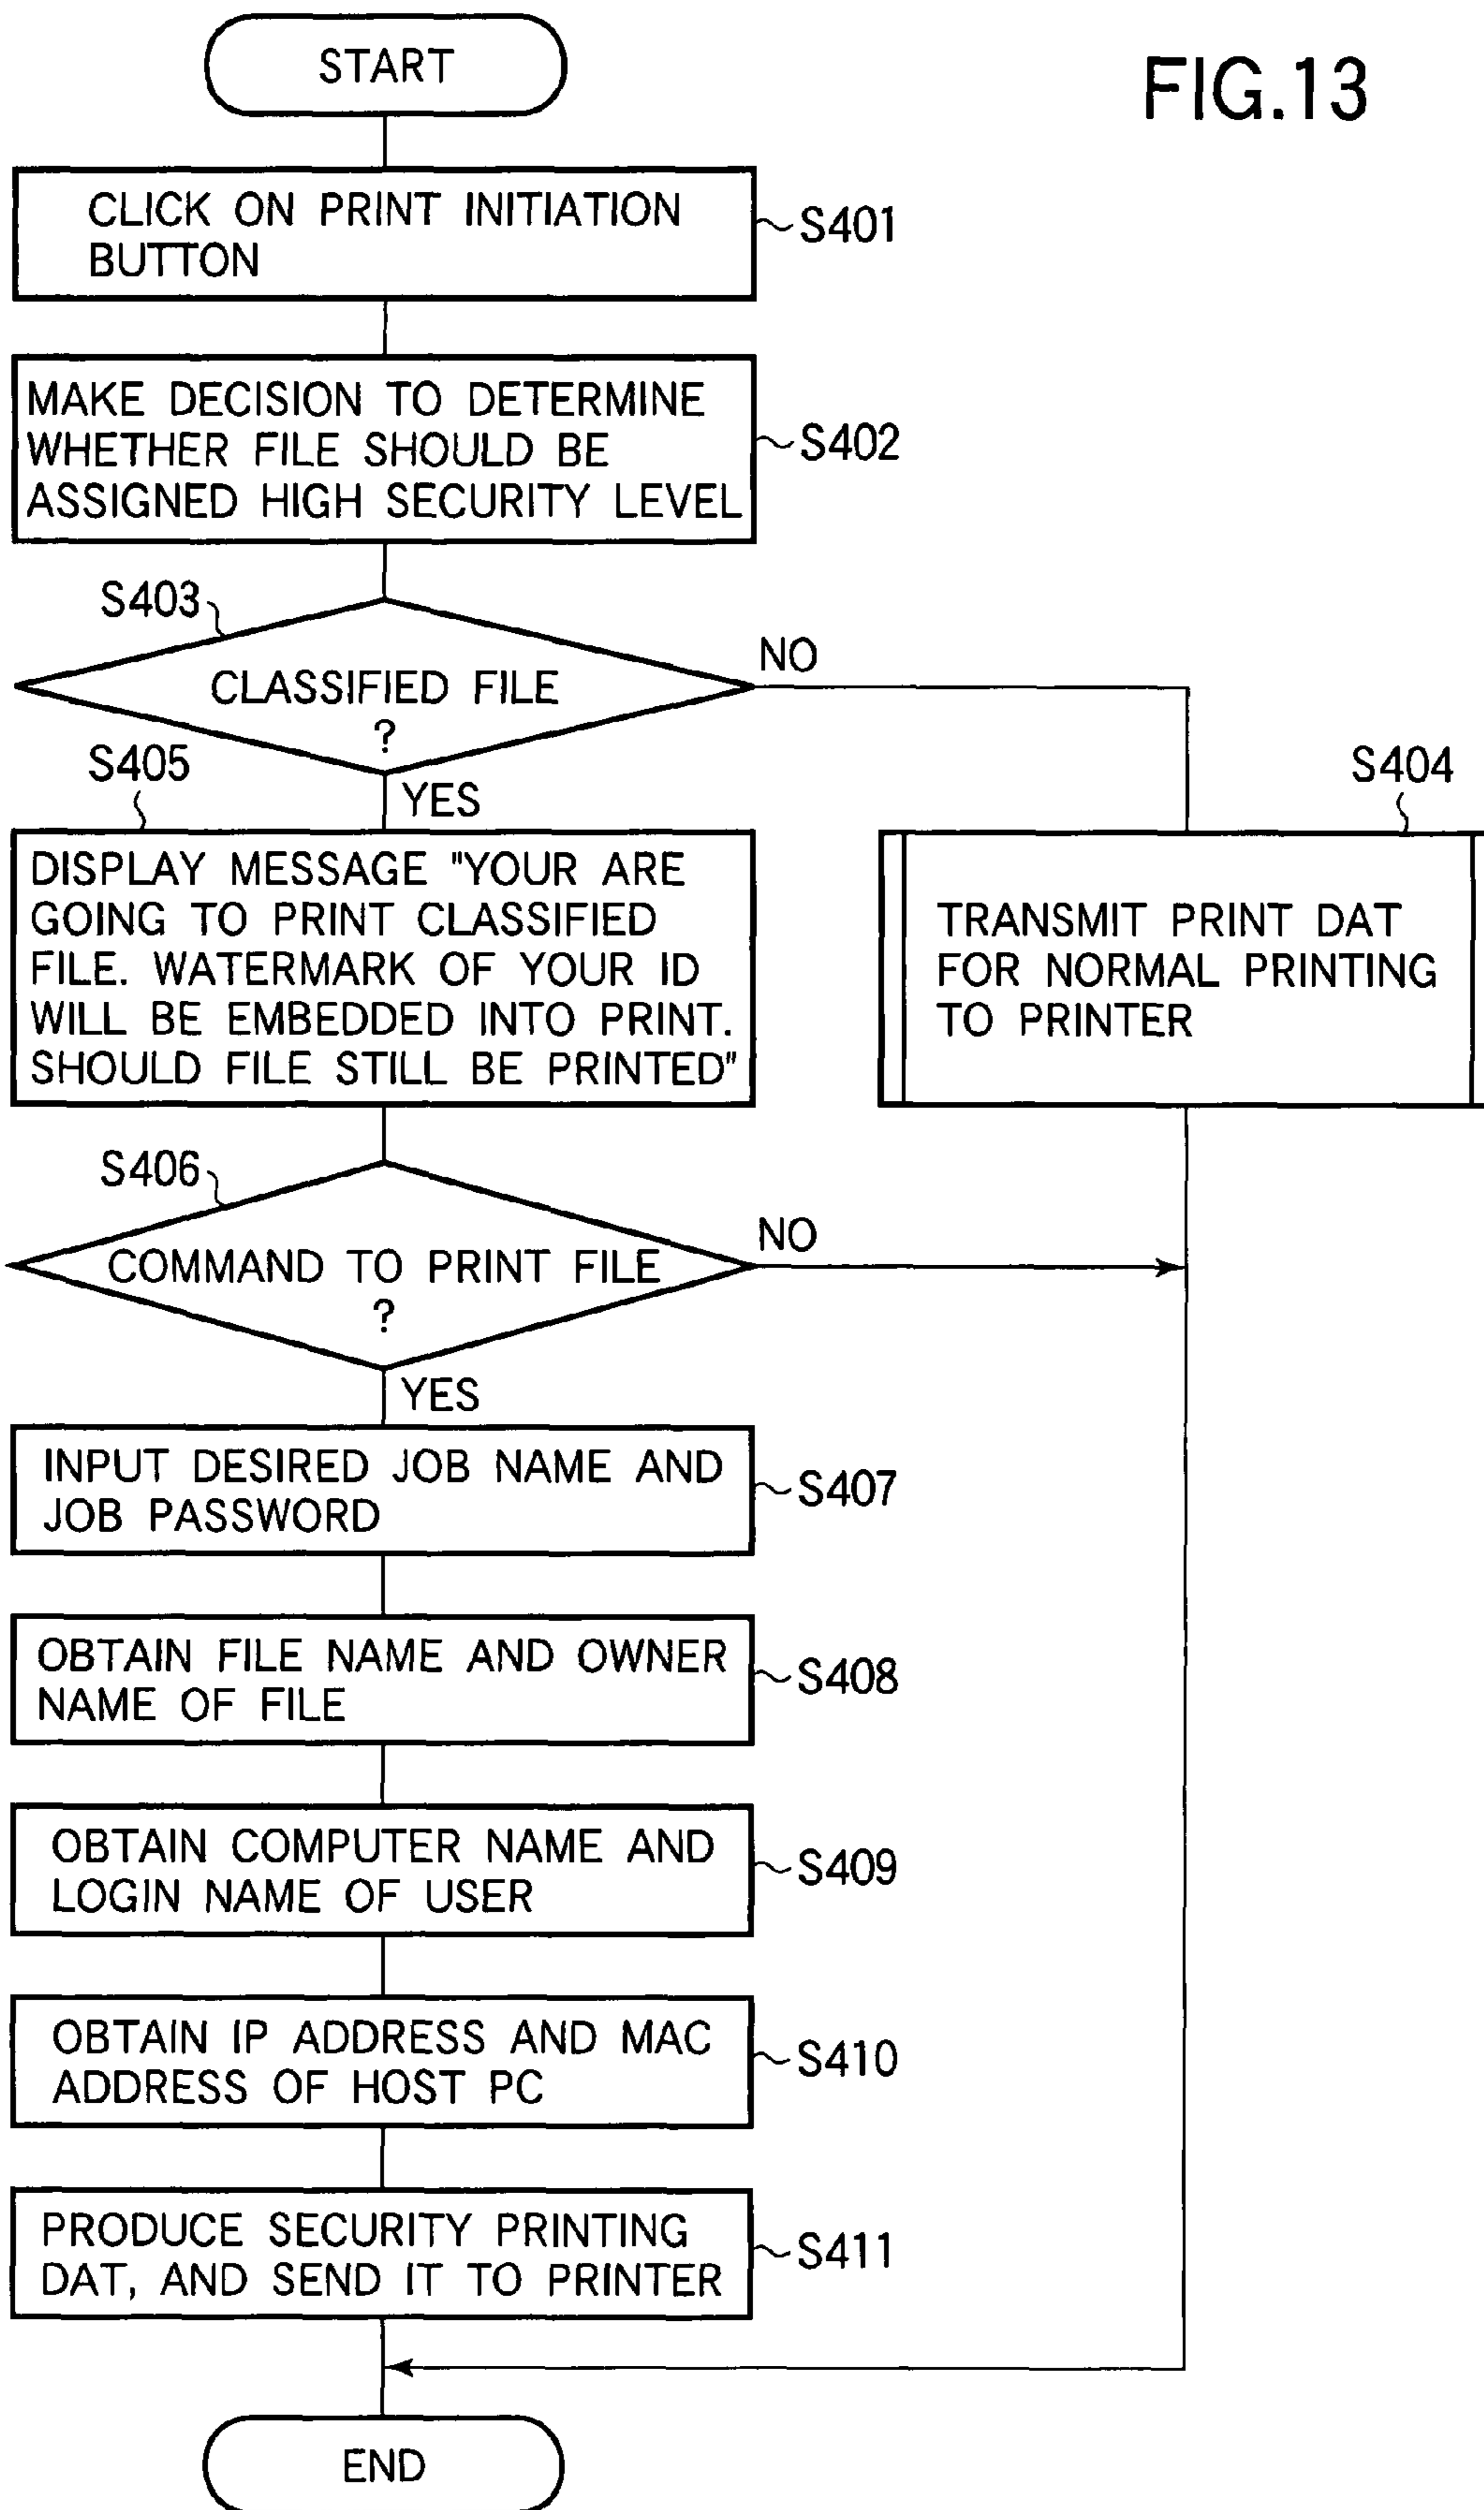 FIG.13
START
CLICK ON PRINT INITIATION
BUTTON
S401
MAKE DECISION TO DETERMINE
WHETHER FILE SHOULD BE
ASSIGNED HIGH SECURITY LEVEL
S402
S403
CLASSIFIED FILE
?
NO
YES
S404
TRANSMIT PRINT DAT
FOR NORMAL PRINTING
TO PRINTER
S405
DISPLAY MESSAGE "YOUR ARE
GOING TO PRINT CLASSIFIED
FILE. WATERMARK OF YOUR ID
WILL BE EMBEDDED INTO PRINT.
SHOULD FILE STILL BE PRINTED"
S406
COMMAND TO PRINT FILE
?
NO
YES
INPUT DESIRED JOB NAME AND
JOB PASSWORD
S407
OBTAIN FILE NAME AND OWNER
NAME OF FILE
S408
OBTAIN COMPUTER NAME AND
LOGIN NAME OF USER
S409
OBTAIN IP ADDRESS AND MAC
ADDRESS OF HOST PC
S410
PRODUCE SECURITY PRINTING
DAT, AND SEND IT TO PRINTER
S411
END